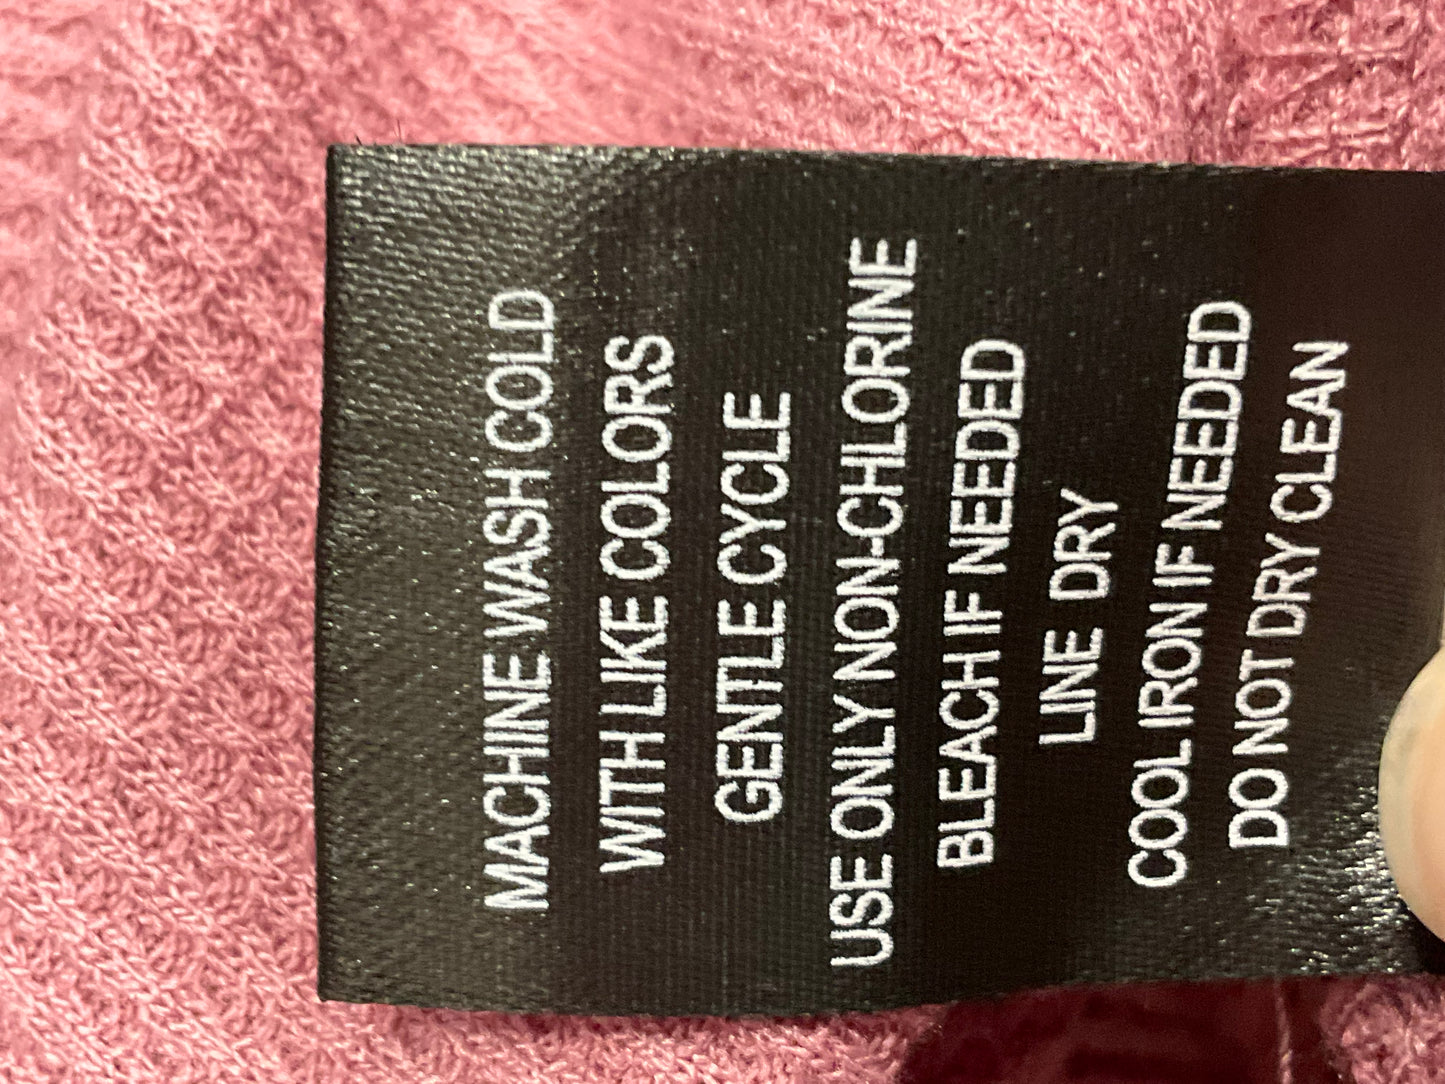 MACHINE WASH COLD
WITH LIKE COLORS
GENTLE CYCLE
USE ONLY NON-CHLORINE
BLEACH IF NEEDED
LINE DRY
COOL IRON IF NEEDED
DO NOT DRY CLEAN